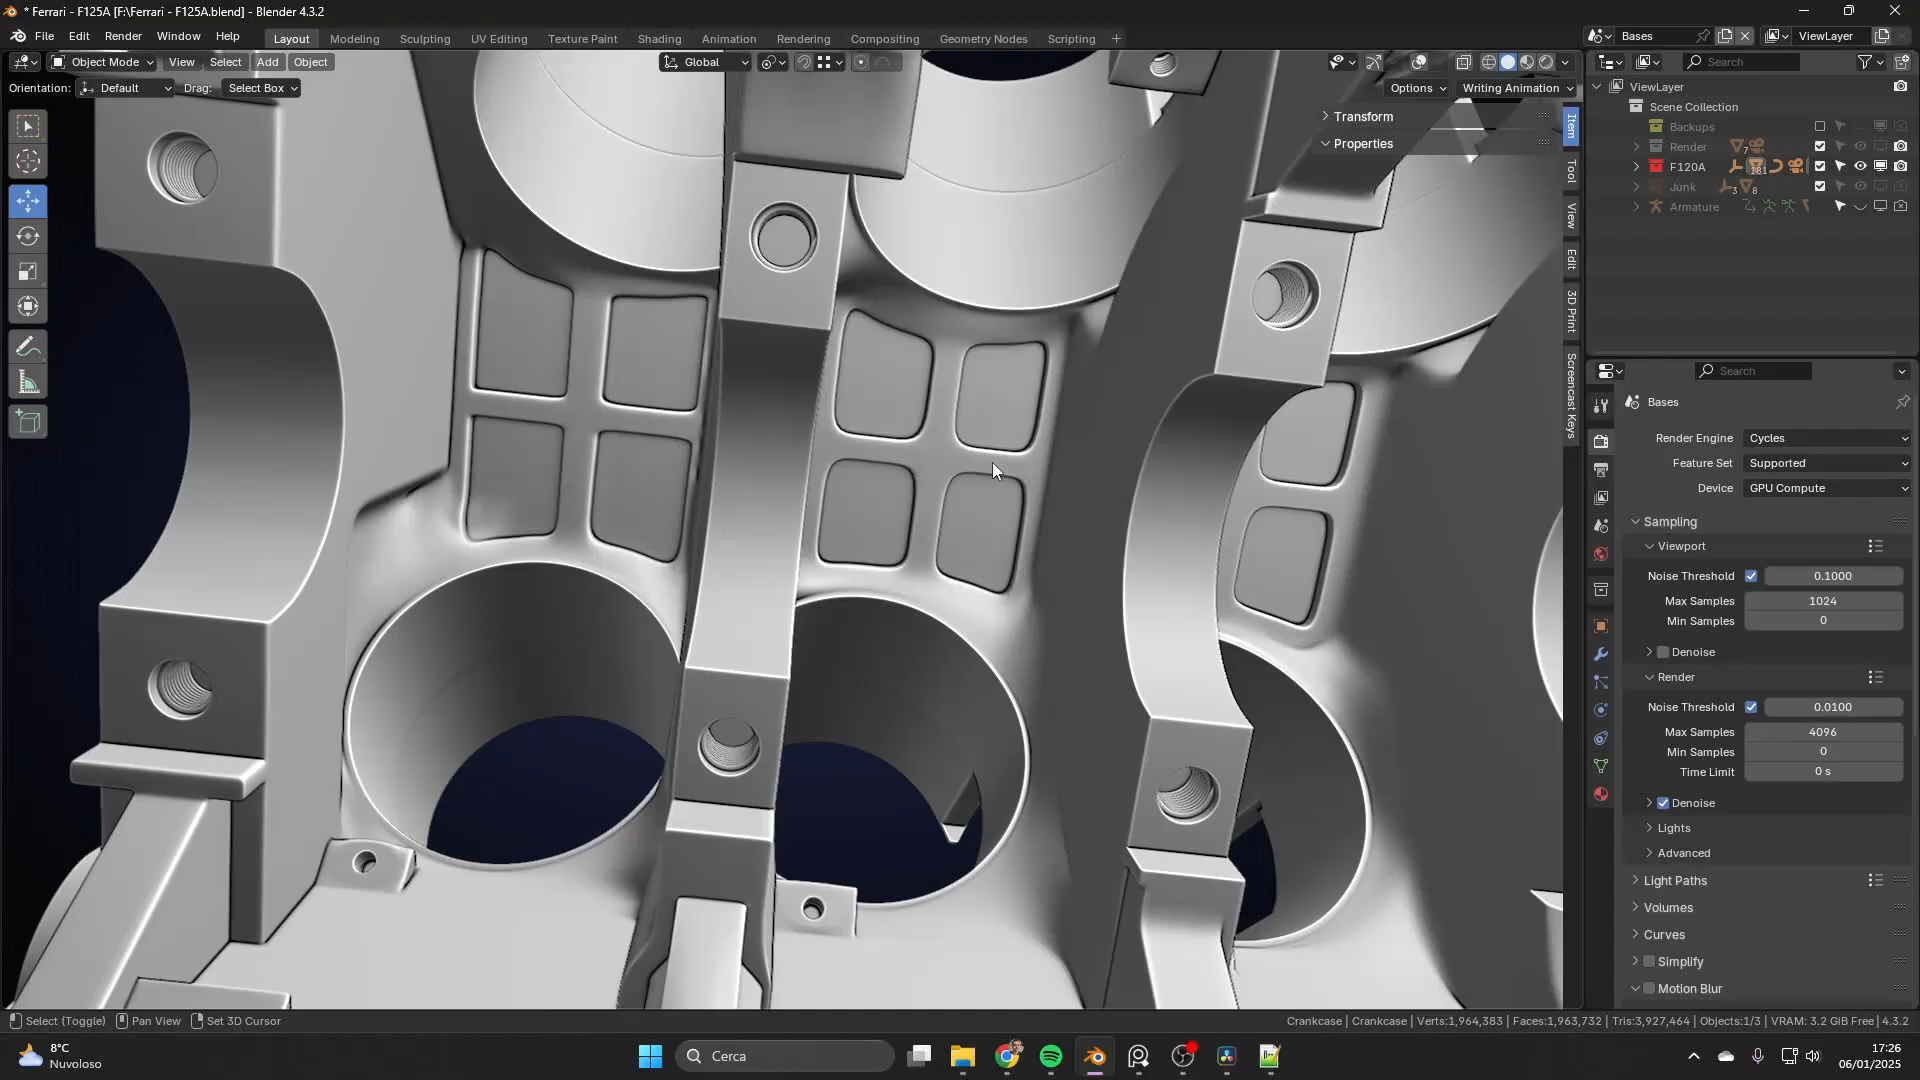 * Ferrari - F125A [F:\Ferrari - F125A.blend] - Blender 4.3.2
File Edit Render Window Help Layout Modeling Sculpting UV Editing Texture Paint Shading Animation Rendering Compositing Geometry Nodes Scripting + Bases ViewLayer
Object Mode View Select Add Object Global Search
Orientation: Default Drag: Select Box Options Writing Animation
ViewLayer
Scene Collection
Backups
Render 7
F120A 181
Junk 3 8
Armature
Transform
Properties
Item
Tool
View
Edit
3D Print
Screencast Keys
Search
Bases
Render Engine Cycles
Feature Set Supported
Device GPU Compute
Sampling
Viewport
Noise Threshold 0.1000
Max Samples 1024
Min Samples 0
Denoise
Render
Noise Threshold 0.0100
Max Samples 4096
Min Samples 0
Time Limit 0 s
Denoise
Lights
Advanced
Light Paths
Volumes
Curves
Simplify
Motion Blur
Select (Toggle) Pan View Set 3D Cursor Crankcase | Crankcase | Verts:1,964,383 | Faces:1,963,732 | Tris:3,927,464 | Objects:1/3 | VRAM: 3.2 GiB Free | 4.3.2
8°C
Nuvoloso
Cerca
17:26
06/01/2025